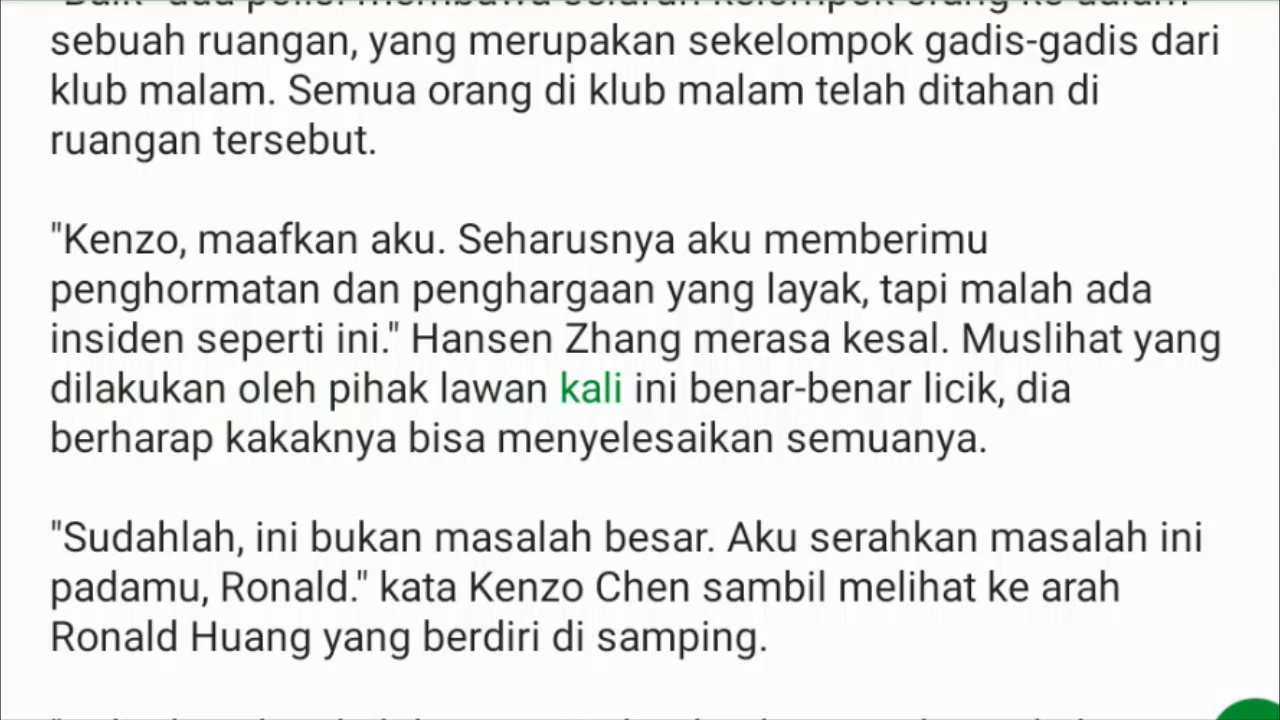 sebuah ruangan, yang merupakan sekelompok gadis-gadis dari
klub malam. Semua orang di klub malam telah ditahan di
ruangan tersebut.
"Kenzo, maafkan aku. Seharusnya aku memberimu
penghormatan dan penghargaan yang layak, tapi malah ada
insiden seperti ini." Hansen Zhang merasa kesal. Muslihat yang
dilakukan oleh pihak lawan kali ini benar-benar licik, dia
berharap kakaknya bisa menyelesaikan semuanya.
"Sudahlah, ini bukan masalah besar. Aku serahkan masalah ini
padamu, Ronald." kata Kenzo Chen sambil melihat ke arah
Ronald Huang yang berdiri di samping.